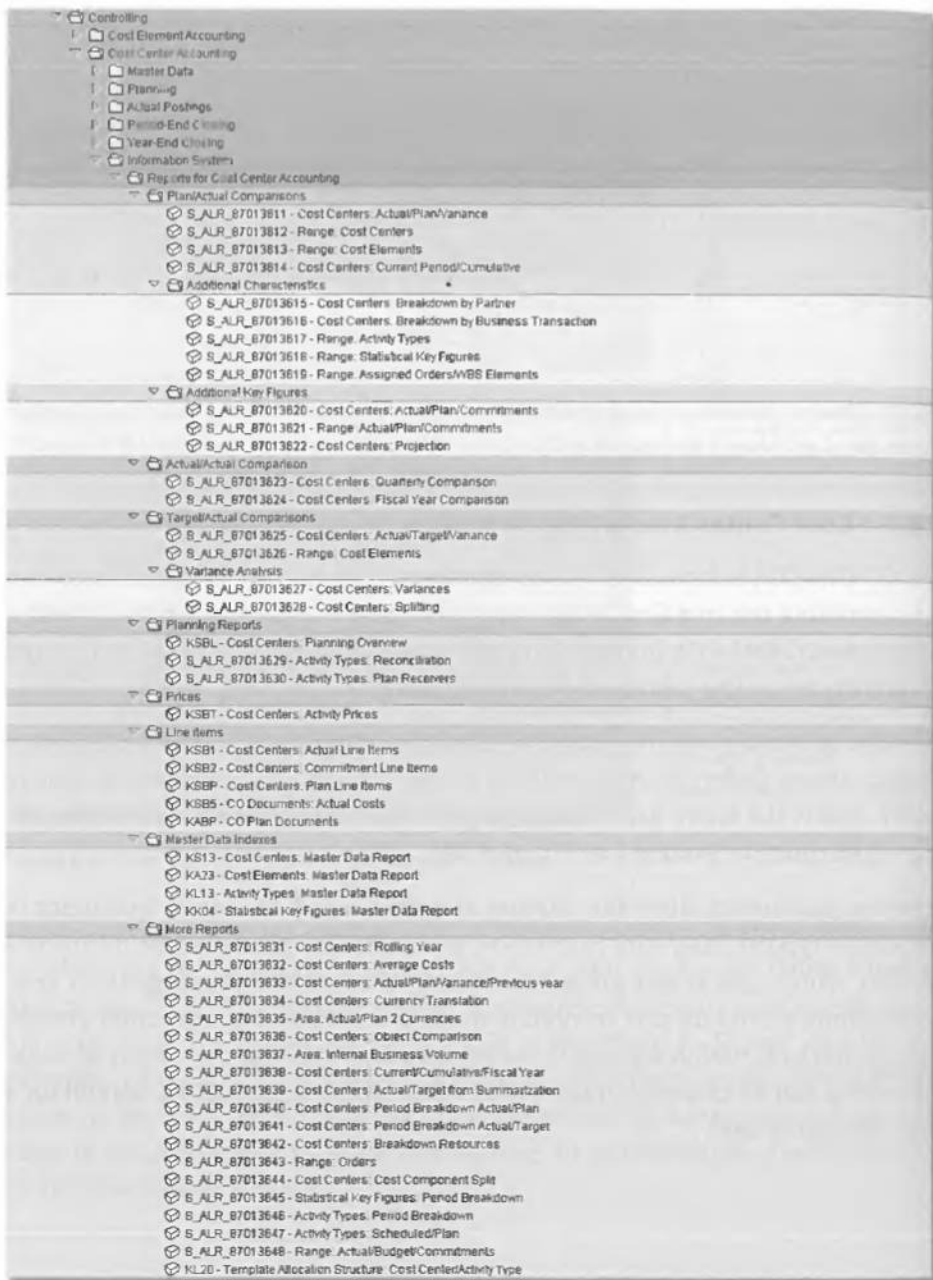 Controlling
Cost Element Accounting
Cost Center Accounting
Master Data
Planning
Actual Postings
Period-End Closing
Year-End Closing
Information System
Reports for Cost Center Accounting
Plan/Actual Comparisons
S_ALR_87013611 - Cost Centers: Actual/Plan/Variance
S_ALR_87013612 - Range: Cost Centers
S_ALR_87013613 - Range: Cost Elements
S_ALR_87013614 - Cost Centers: Current Period/Cumulative
Additional Characteristics
S_ALR_87013615 - Cost Centers: Breakdown by Partner
S_ALR_87013616 - Cost Centers: Breakdown by Business Transaction
S_ALR_87013617 - Range: Activity Types
S_ALR_87013618 - Range: Statistical Key Figures
S_ALR_87013619 - Range: Assigned Orders/WBS Elements
Additional Key Figures
S_ALR_87013620 - Cost Centers: Actual/Plan/Commitments
S_ALR_87013621 - Range: Actual/Plan/Commitments
S_ALR_87013622 - Cost Centers: Projection
Actual/Actual Comparison
S_ALR_87013623 - Cost Centers: Quarterly Comparison
S_ALR_87013624 - Cost Centers: Fiscal Year Comparison
Target/Actual Comparisons
S_ALR_87013625 - Cost Centers: Actual/Target/Variance
S_ALR_87013626 - Range: Cost Elements
Variance Analysis
S_ALR_87013627 - Cost Centers: Variances
S_ALR_87013628 - Cost Centers: Splitting
Planning Reports
KSBL - Cost Centers: Planning Overview
S_ALR_87013629 - Activity Types: Reconciliation
S_ALR_87013630 - Activity Types: Plan Receivers
Prices
KSBT - Cost Centers: Activity Prices
Line Items
KSB1 - Cost Centers: Actual Line Items
KSB2 - Cost Centers: Commitment Line Items
KSBP - Cost Centers: Plan Line Items
KSB5 - CO Documents: Actual Costs
KABP - CO Plan Documents
Master Data Indexes
KS13 - Cost Centers: Master Data Report
KA23 - Cost Elements: Master Data Report
KL13 - Activity Types: Master Data Report
KK04 - Statistical Key Figures: Master Data Report
More Reports
S_ALR_87013631 - Cost Centers: Rolling Year
S_ALR_87013632 - Cost Centers: Average Costs
S_ALR_87013633 - Cost Centers: Actual/Plan/Variance/Previous year
S_ALR_87013634 - Cost Centers: Currency Translation
S_ALR_87013635 - Area: Actual/Plan 2 Currencies
S_ALR_87013636 - Cost Centers: Object Comparison
S_ALR_87013637 - Area: Internal Business Volume
S_ALR_87013638 - Cost Centers: Current/Cumulative/Fiscal Year
S_ALR_87013639 - Cost Centers: Actual/Target from Summarization
S_ALR_87013640 - Cost Centers: Period Breakdown Actual/Plan
S_ALR_87013641 - Cost Centers: Period Breakdown Actual/Target
S_ALR_87013642 - Cost Centers: Breakdown Resources
S_ALR_87013643 - Range: Orders
S_ALR_87013644 - Cost Centers: Cost Component Split
S_ALR_87013645 - Statistical Key Figures: Period Breakdown
S_ALR_87013646 - Activity Types: Period Breakdown
S_ALR_87013647 - Activity Types: Scheduled/Plan
S_ALR_87013648 - Range: Actual/Budget/Commitments
KL20 - Template Allocation Structure: Cost Center/Activity Type